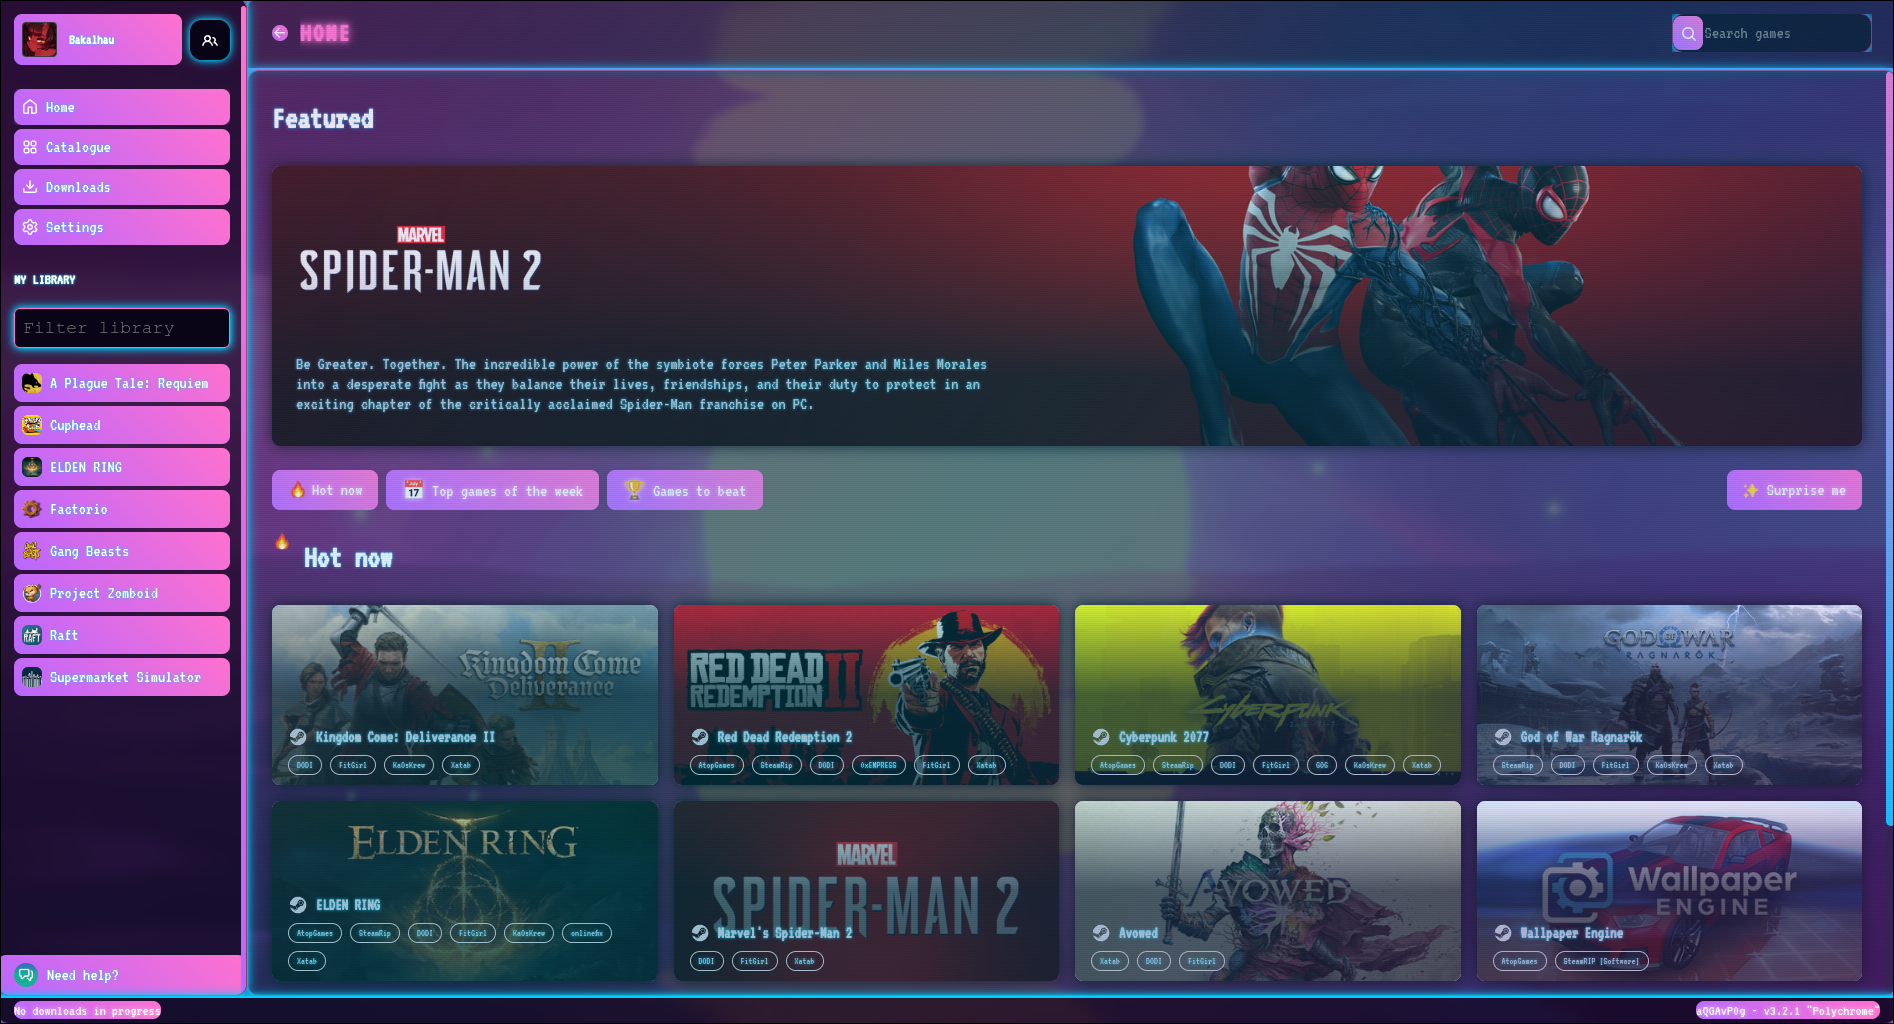 Bakalhau
Home
Catalogue
Downloads
Settings
MY LIBRARY
Filter library
A Plague Tale: Requiem
Cuphead
ELDEN RING
Factorio
Gang Beasts
Project Zomboid
Raft
Supermarket Simulator
Need help?
No downloads in progress
HOME
Search games
Featured
MARVEL
SPIDER-MAN 2
Be Greater. Together. The incredible power of the symbiote forces Peter Parker and Miles Morales
into a desperate fight as they balance their lives, friendships, and their duty to protect in an
exciting chapter of the critically acclaimed Spider-Man franchise on PC.
Hot now
July 17
Top games of the week
Games to beat
Surprise me
Hot now
Kingdom Come
Deliverance
II
Kingdom Come: Deliverance II
DODI FitGirl KaOsKrew Xatab
RED DEAD
REDEMPTION II
Red Dead Redemption 2
AtopGames SteamRip DODI 0xEMPRESS FitGirl Xatab
CYBERPUNK
Cyberpunk 2077
AtopGames SteamRip DODI FitGirl GOG KaOsKrew Xatab
GOD OF WAR
RAGNARÖK
God of War Ragnarök
SteamRip DODI FitGirl KaOsKrew Xatab
ELDEN RING
ELDEN RING
AtopGames SteamRip DODI FitGirl KaOsKrew onlinefix
Xatab
MARVEL
SPIDER-MAN 2
Marvel's Spider-Man 2
DODI FitGirl Xatab
AVOWED
Avowed
Xatab DODI FitGirl
Wallpaper
ENGINE
Wallpaper Engine
AtopGames SteamRIP [Software]
aQGAvP0g - v3.2.1 "Polychrome"